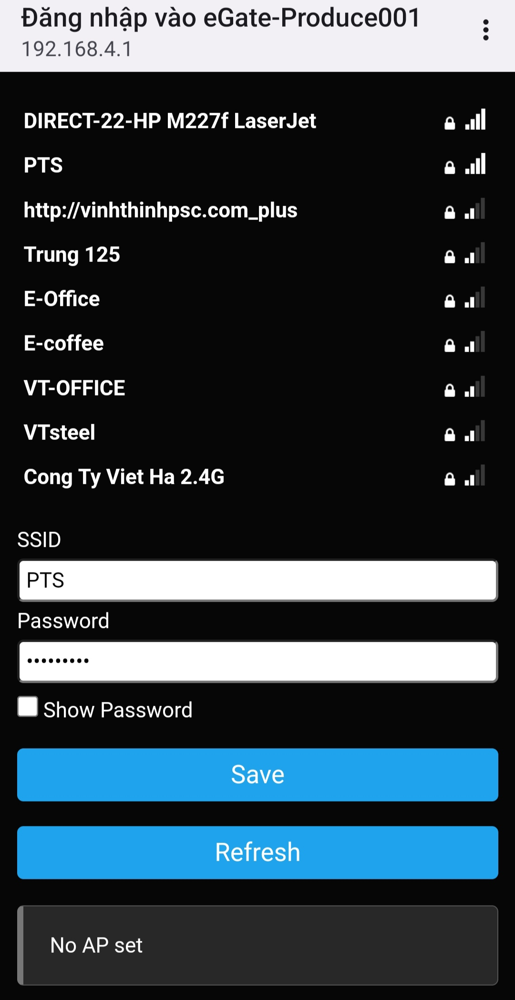 Đăng nhập vào eGate-Produce001
192.168.4.1
DIRECT-22-HP M227f LaserJet
PTS
http://vinhthinhpsc.com_plus
Trung 125
E-Office
E-coffee
VT-OFFICE
VTsteel
Cong Ty Viet Ha 2.4G
SSID
PTS
Password
•••••••••
Show Password
Save
Refresh
No AP set